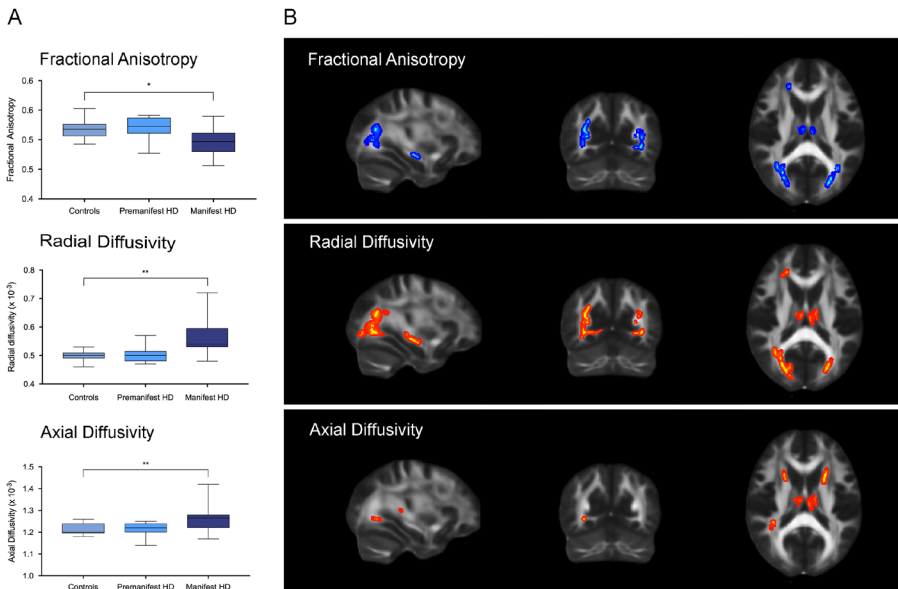 A
B
Fractional Anisotropy
Fractional Anisotropy
0.6
0.6
0.5
0.5
0.4
*
Fractional Anisotropy
Controls
Premanifest HD
Manifest HD
Radial Diffusivity
Radial diffusivity (x 10-3)
0.8
0.7
0.6
0.5
0.4
**
Controls
Premanifest HD
Manifest HD
Radial Diffusivity
Axial Diffusivity
Axial Diffusivity (x 10-3)
1.5
1.4
1.3
1.2
1.1
1.0
**
Controls
Premanifest HD
Manifest HD
Axial Diffusivity